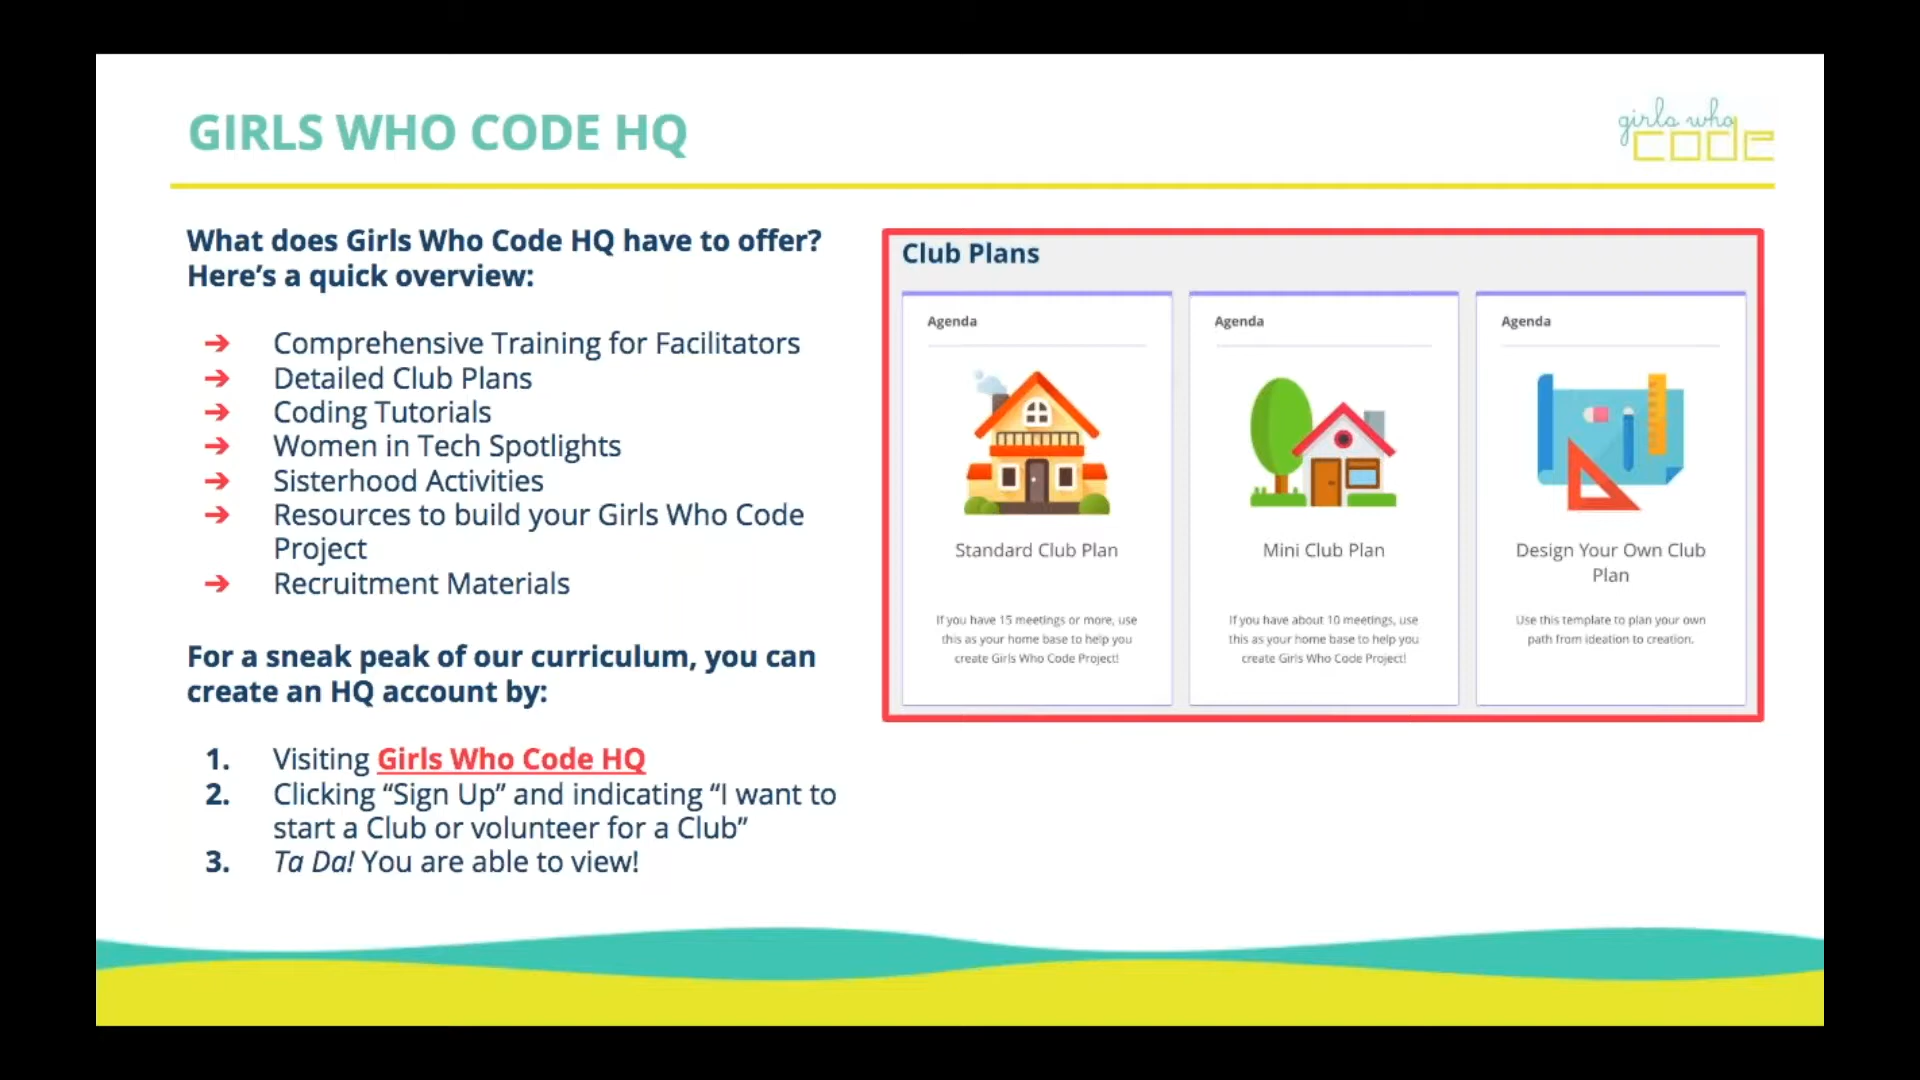 GIRLS WHO CODE HQ
girls who
code
What does Girls Who Code HQ have to offer?
Here’s a quick overview:
➔ Comprehensive Training for Facilitators
➔ Detailed Club Plans
➔ Coding Tutorials
➔ Women in Tech Spotlights
➔ Sisterhood Activities
➔ Resources to build your Girls Who Code
Project
➔ Recruitment Materials
For a sneak peak of our curriculum, you can
create an HQ account by:
1. Visiting Girls Who Code HQ
2. Clicking “Sign Up” and indicating “I want to
start a Club or volunteer for a Club”
3. Ta Da! You are able to view!
Club Plans
Agenda
Standard Club Plan
If you have 15 meetings or more, use
this as your home base to help you
create Girls Who Code Project!
Agenda
Mini Club Plan
If you have about 10 meetings, use
this as your home base to help you
create Girls Who Code Project!
Agenda
Design Your Own Club
Plan
Use this template to plan your own
path from ideation to creation.